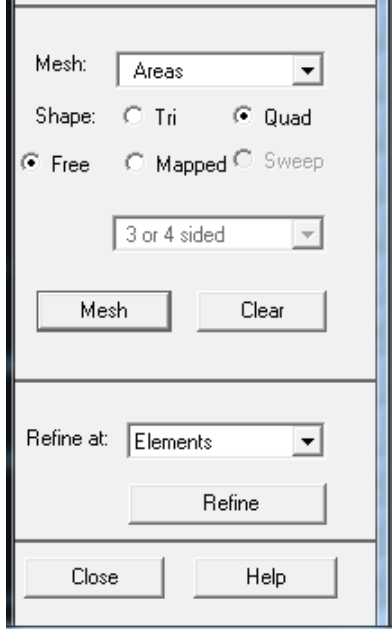 Mesh: Areas
Shape: Tri Quad
Free Mapped Sweep
3 or 4 sided
Mesh Clear
Refine at: Elements
Refine
Close Help